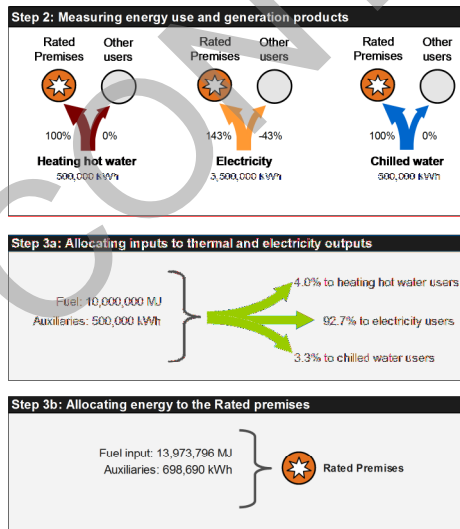 Step 2: Measuring energy use and generation products
Rated Premises
Other users
Rated Premises
Other users
Rated Premises
Other users
100%
0%
143%
-43%
100%
0%
Heating hot water
Electricity
Chilled water
500,000 kWh
3,500,000 kWh
500,000 kWh
Step 3a: Allocating inputs to thermal and electricity outputs
4.0% to heating hot water users
Fuel: 10,000,000 MJ
Auxiliaries: 500,000 kWh
92.7% to electricity users
3.3% to chilled water users
Step 3b: Allocating energy to the Rated premises
Fuel input: 13,973,796 MJ
Auxiliaries: 698,690 kWh
Rated Premises